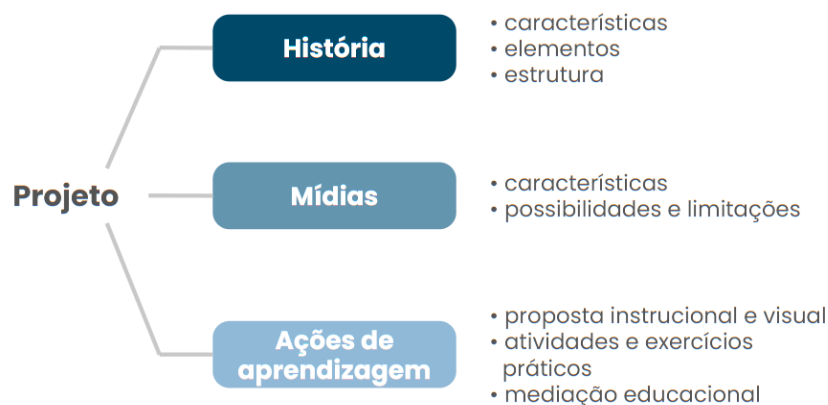 Projeto
História
• características
• elementos
• estrutura
Mídias
• características
• possibilidades e limitações
Ações de
aprendizagem
• proposta instrucional e visual
• atividades e exercícios
práticos
• mediação educacional